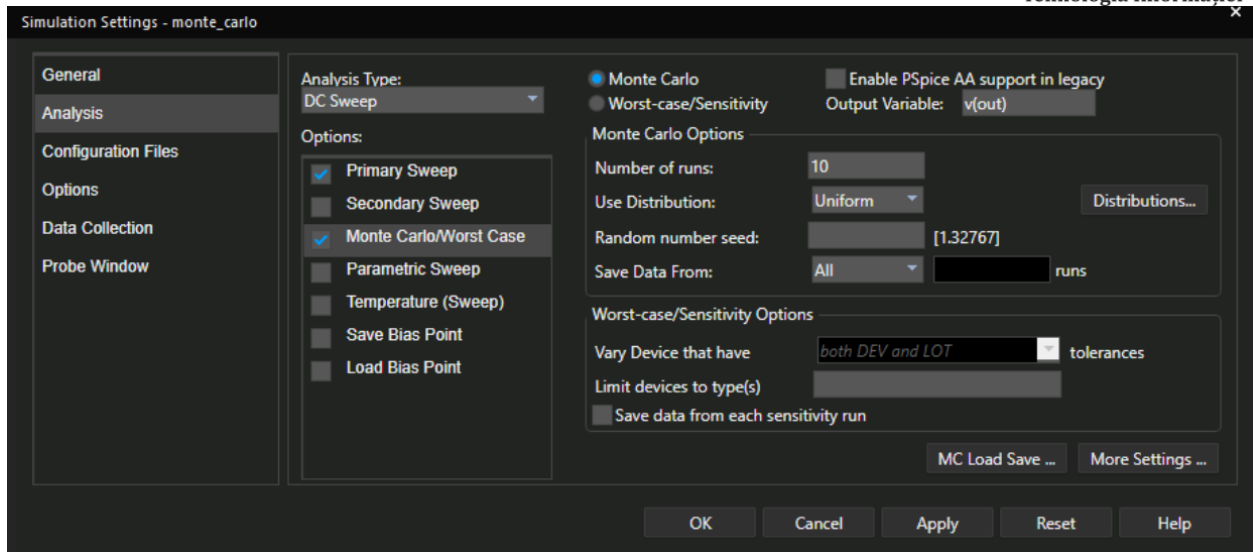 Tehnologia Informației
Simulation Settings - monte_carlo
×
General
Analysis
Configuration Files
Options
Data Collection
Probe Window
Analysis Type:
DC Sweep
Options:
Primary Sweep
Secondary Sweep
Monte Carlo/Worst Case
Parametric Sweep
Temperature (Sweep)
Save Bias Point
Load Bias Point
Monte Carlo
Enable PSpice AA support in legacy
Worst-case/Sensitivity
Output Variable: v(out)
Monte Carlo Options
Number of runs: 10
Use Distribution: Uniform Distributions...
Random number seed: [1.32767]
Save Data From: All runs
Worst-case/Sensitivity Options
Vary Device that have both DEV and LOT tolerances
Limit devices to type(s)
Save data from each sensitivity run
MC Load Save ... More Settings ...
OK Cancel Apply Reset Help